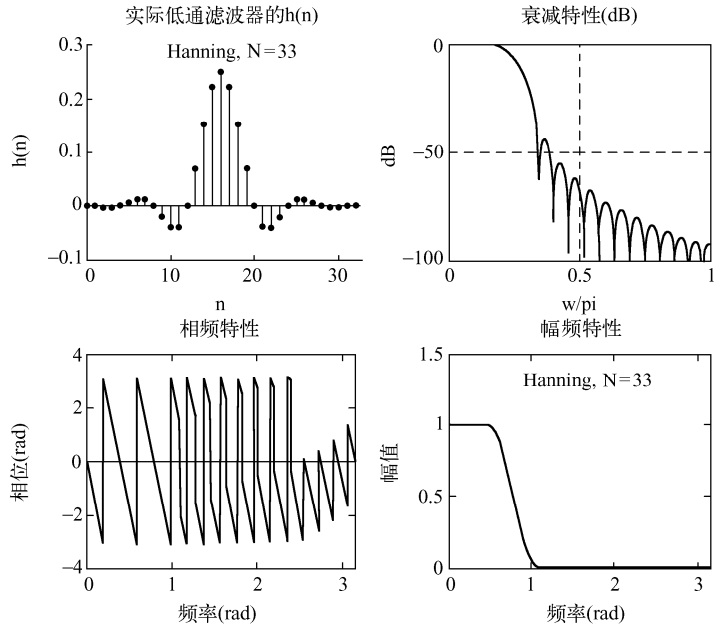 实际低通滤波器的h(n)
Hanning, N=33
h(n)
0.3
0.2
0.1
0
−0.1
0
10
20
30
n
衰减特性(dB)
dB
0
−50
−100
0
0.5
1
w/pi
相频特性
相位(rad)
4
2
0
−2
−4
0
1
2
3
频率(rad)
幅频特性
Hanning, N=33
幅值
1.5
1
0.5
0
0
1
2
3
频率(rad)